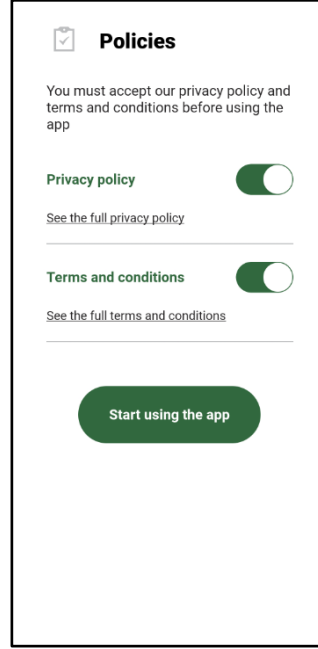 Policies
You must accept our privacy policy and
terms and conditions before using the
app
Privacy policy
See the full privacy policy
Terms and conditions
See the full terms and conditions
Start using the app